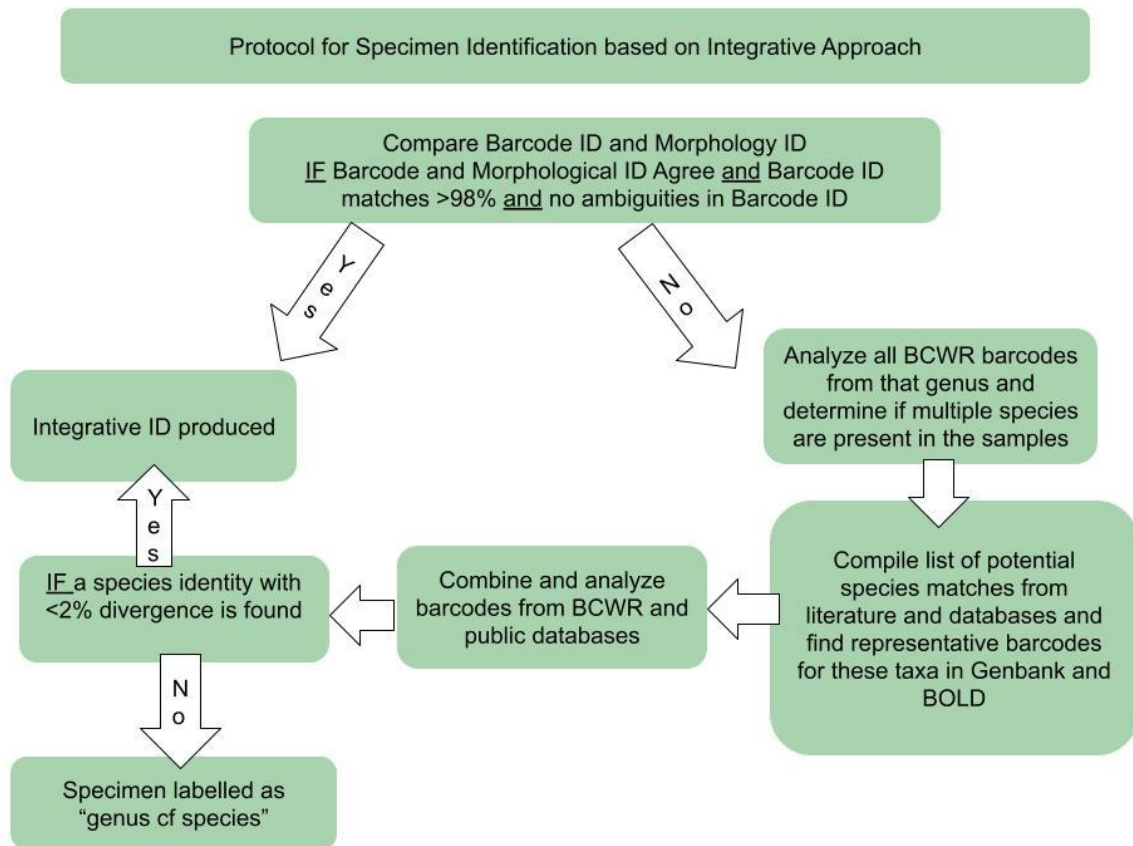 Protocol for Specimen Identification based on Integrative Approach
Compare Barcode ID and Morphology ID
IF Barcode and Morphological ID Agree and Barcode ID
matches >98% and no ambiguities in Barcode ID
Yes
No
Analyze all BCWR barcodes
from that genus and
determine if multiple species
are present in the samples
Integrative ID produced
Yes
Compile list of potential
species matches from
literature and databases and
find representative barcodes
for these taxa in Genbank and
BOLD
Combine and analyze
barcodes from BCWR and
public databases
IF a species identity with
<2% divergence is found
No
Specimen labelled as
“genus cf species”